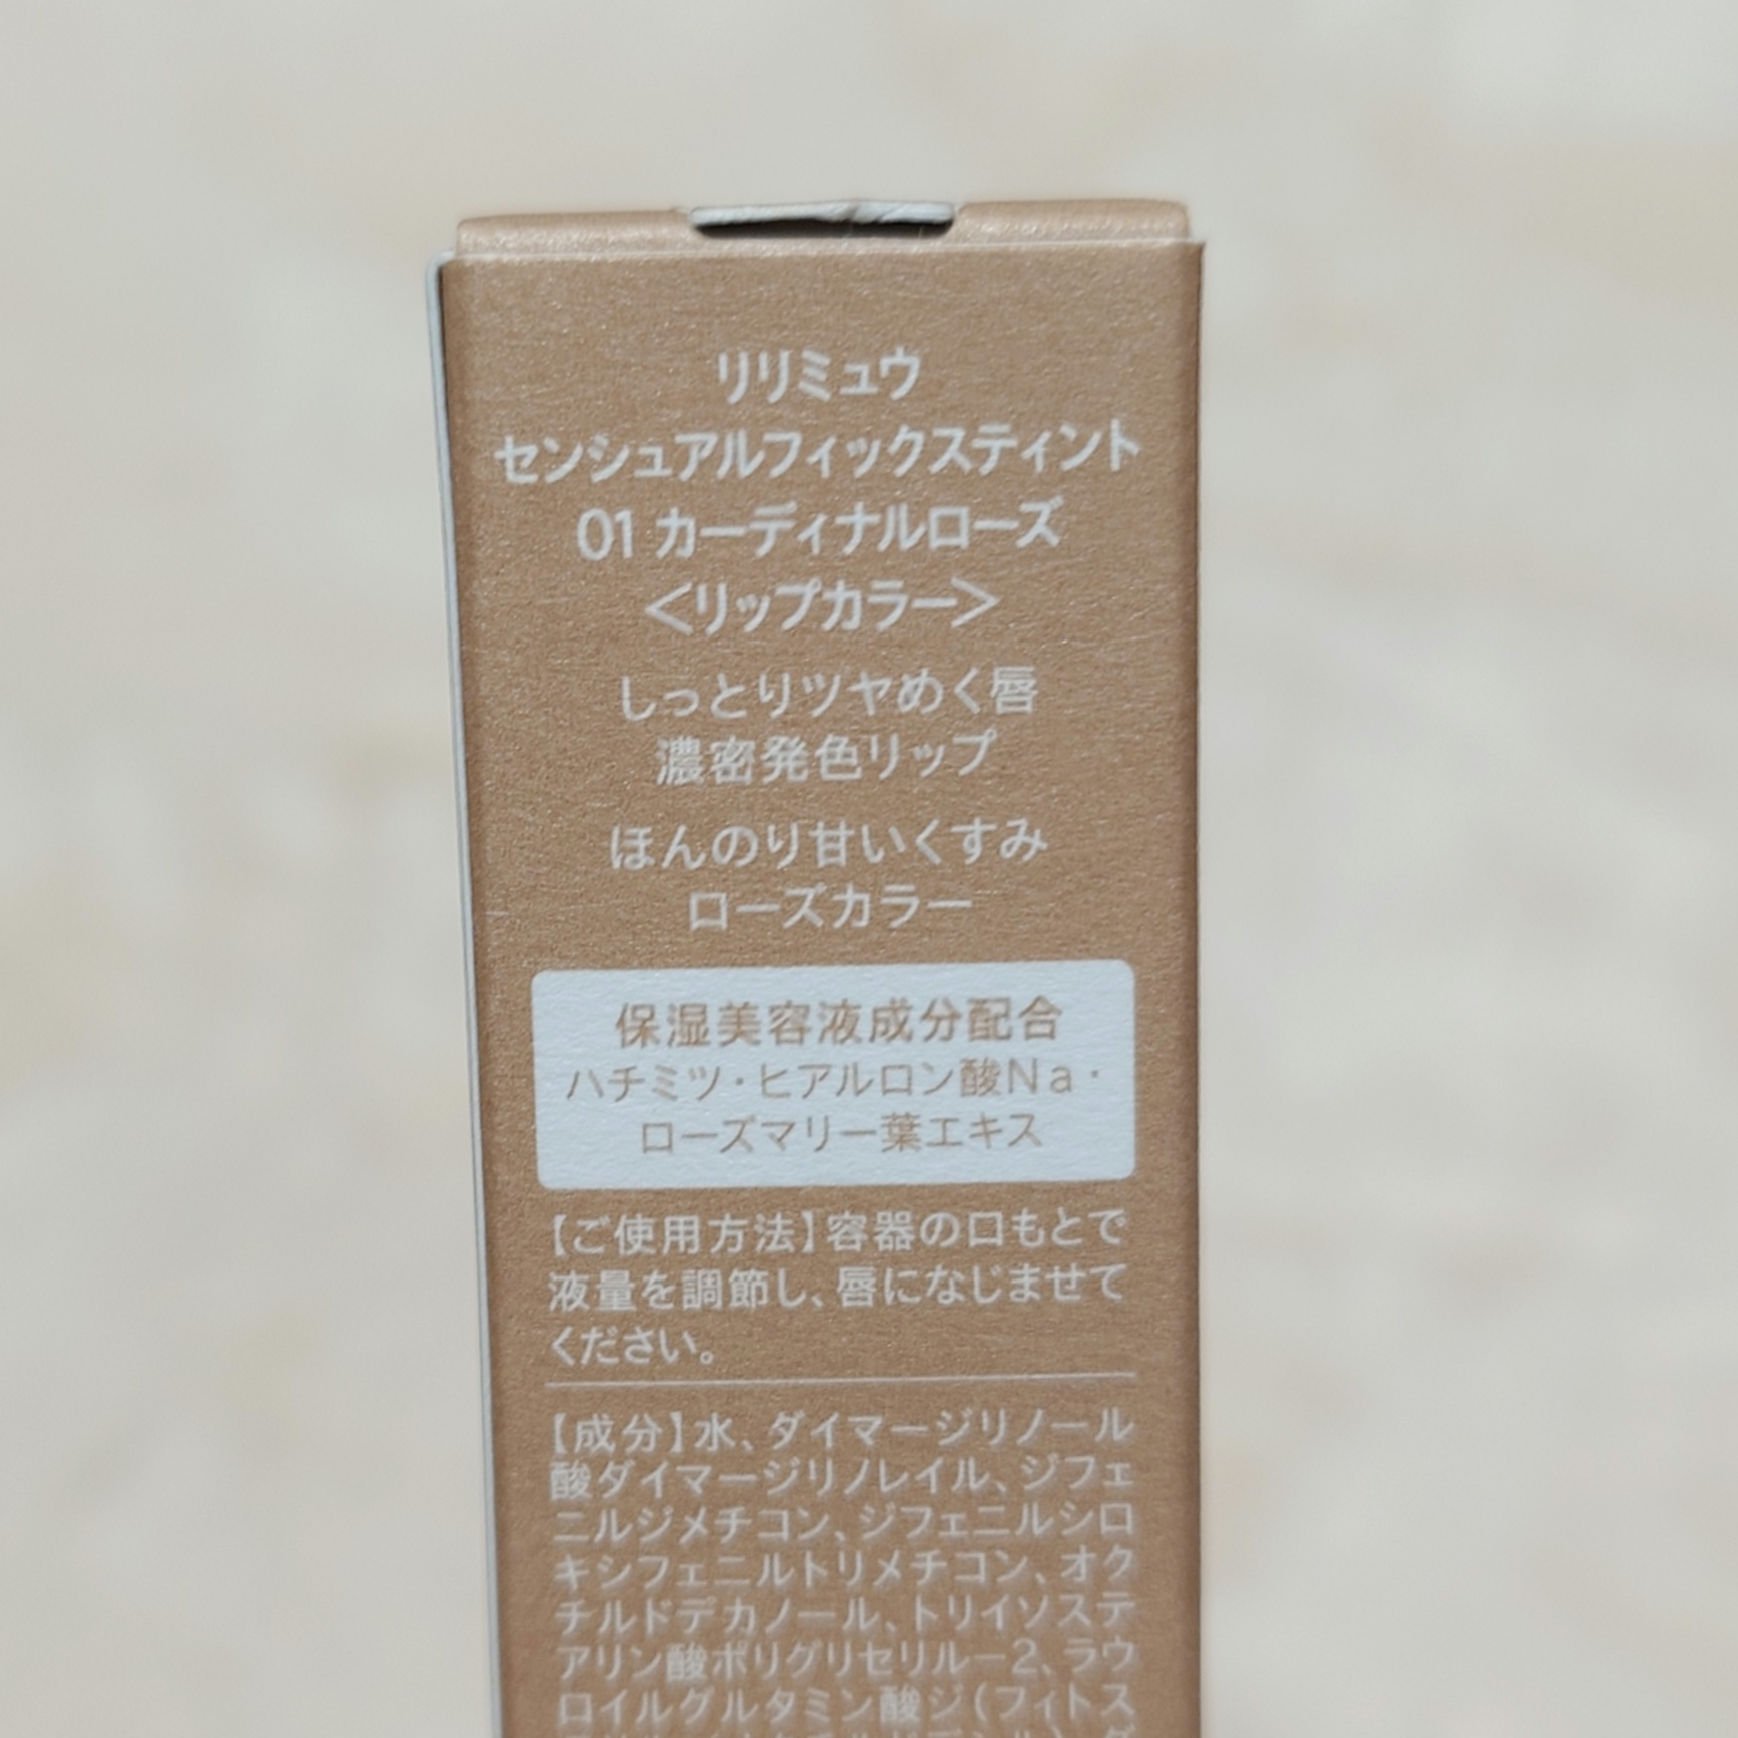 リリミュウ
センシュアルフィックスティント
01 カーディナルローズ
<リップカラー>
しっとりツヤめく唇
濃密発色リップ
ほんのり甘いくすみ
ローズカラー
保湿美容液成分配合
ハチミツ・ヒアルロン酸Na・
ローズマリー葉エキス
【ご使用方法】容器の口もとで
液量を調節し、唇になじませて
ください。
【成分】水、ダイマージリノール
酸ダイマージリノレイル、ジフェ
ニルジメチコン、ジフェニルシロ
キシフェニルトリメチコン、オク
チルドデカノール、トリイソステ
アリン酸ポリグリセリル-2、ラウ
ロイルグルタミン酸ジ(フィトス